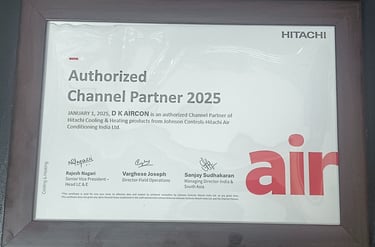 HITACHI
Authorized
Channel Partner 2025
JANUARY 1, 2025, D K AIRCON is an authorized Channel Partner of
Hitachi Cooling & Heating products from Johnson Controls-Hitachi Air
Conditioning India Ltd.
Rajesh Nagari
Senior Vice President –
Head LC & E
Varghese Joseph
Director-Field Operations
Sanjay Sudhakaran
Managing Director India &
South Asia
Cooling & Heating
air